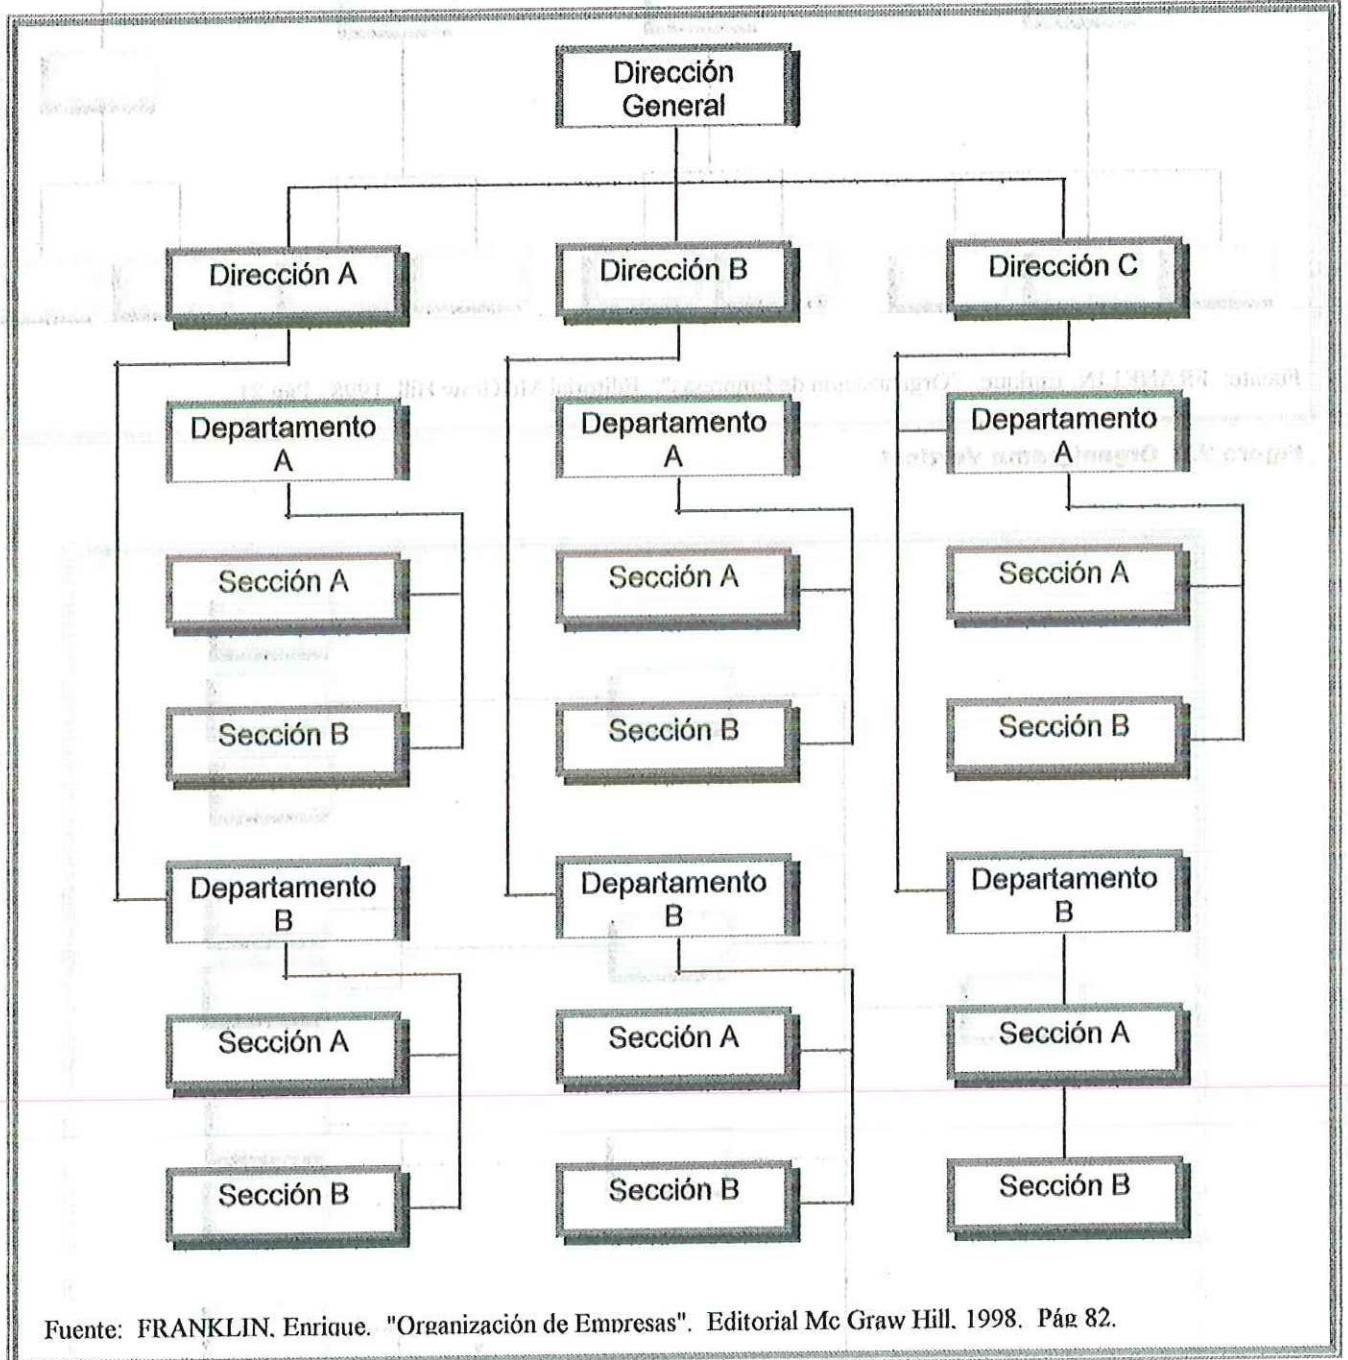 Dirección
General
Dirección A
Dirección B
Dirección C
Departamento
A
Departamento
A
Departamento
A
Sección A
Sección A
Sección A
Sección B
Sección B
Sección B
Departamento
B
Departamento
B
Departamento
B
Sección A
Sección A
Sección A
Sección B
Sección B
Sección B
Fuente: FRANKLIN. Enrique. "Organización de Empresas". Editorial Mc Graw Hill. 1998. Pág 82.